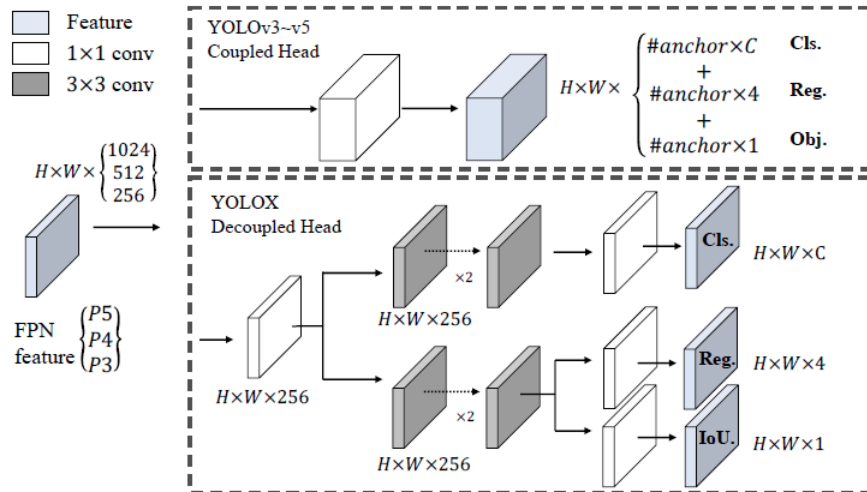 Feature
1×1 conv
3×3 conv
H×W×{1024
512
256}
FPN
feature
{P5
P4
P3}
YOLOv3~v5
Coupled Head
H×W×
{#anchor×C Cls.
+
#anchor×4 Reg.
+
#anchor×1 Obj.
YOLOX
Decoupled Head
H×W×256
×2
H×W×256
Cls.
H×W×C
×2
H×W×256
Reg.
H×W×4
IoU.
H×W×1